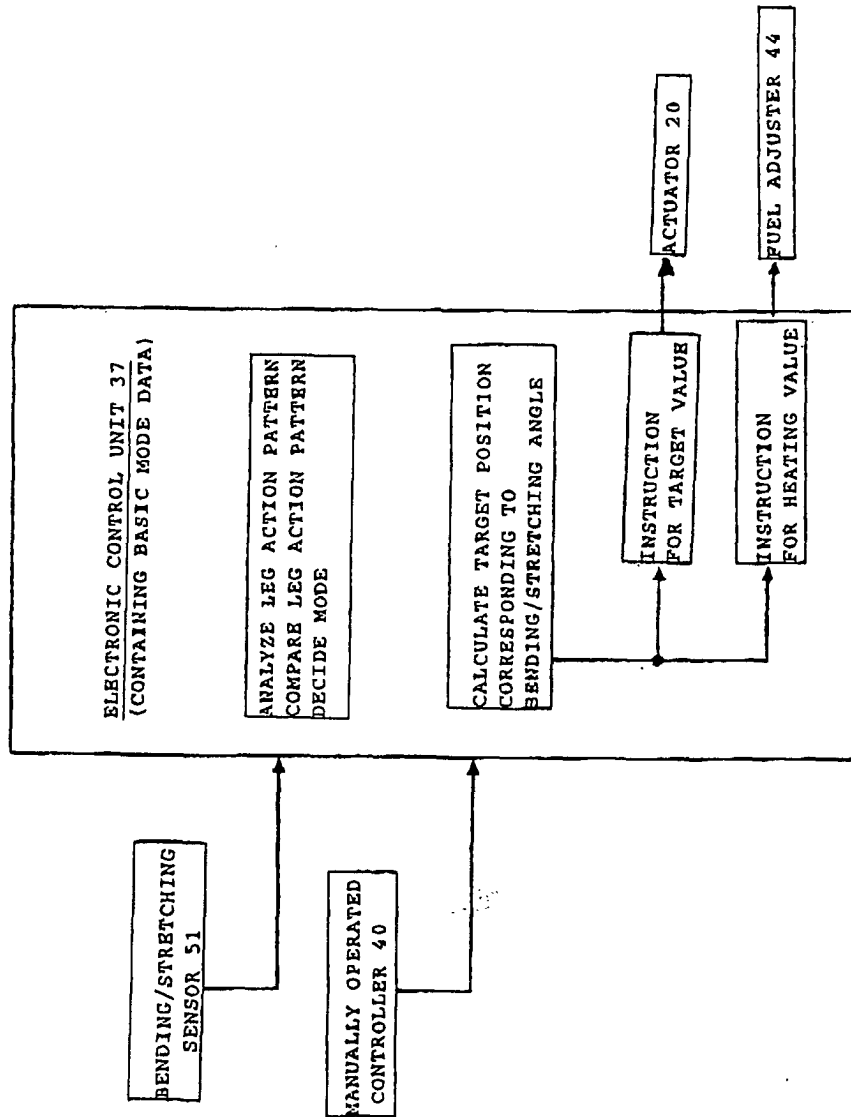 BENDING/STRETCHING
SENSOR 51
MANUALLY OPERATED
CONTROLLER 40
ELECTRONIC CONTROL UNIT 37
(CONTAINING BASIC MODE DATA)
ANALYZE LEG ACTION PATTERN
COMPARE LEG ACTION PATTERN
DECIDE MODE
CALCULATE TARGET POSITION
CORRESPONDING TO
BENDING/STRETCHING ANGLE
INSTRUCTION
FOR TARGET VALUE
INSTRUCTION
FOR HEATING VALUE
ACTUATOR 20
FUEL ADJUSTER 44